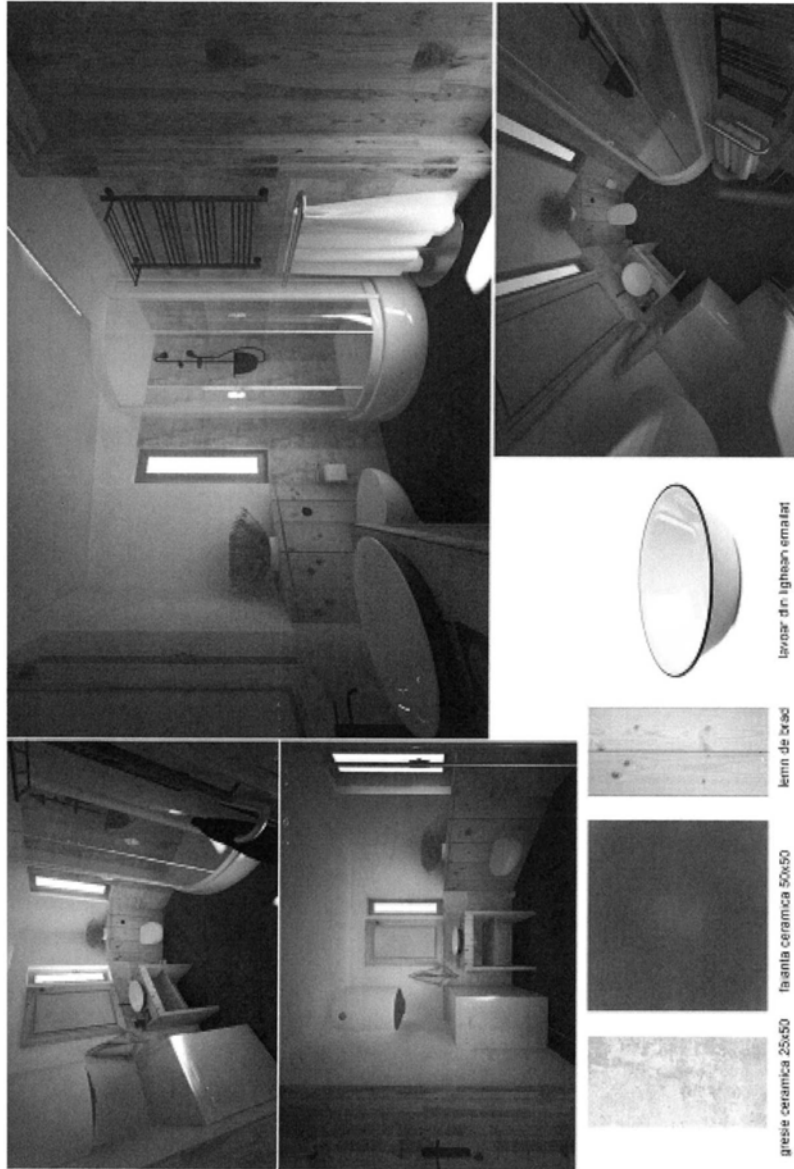 gresie ceramica 25x50
faianta ceramica 50x50
lemn de brad
lavoar din lighean emailat